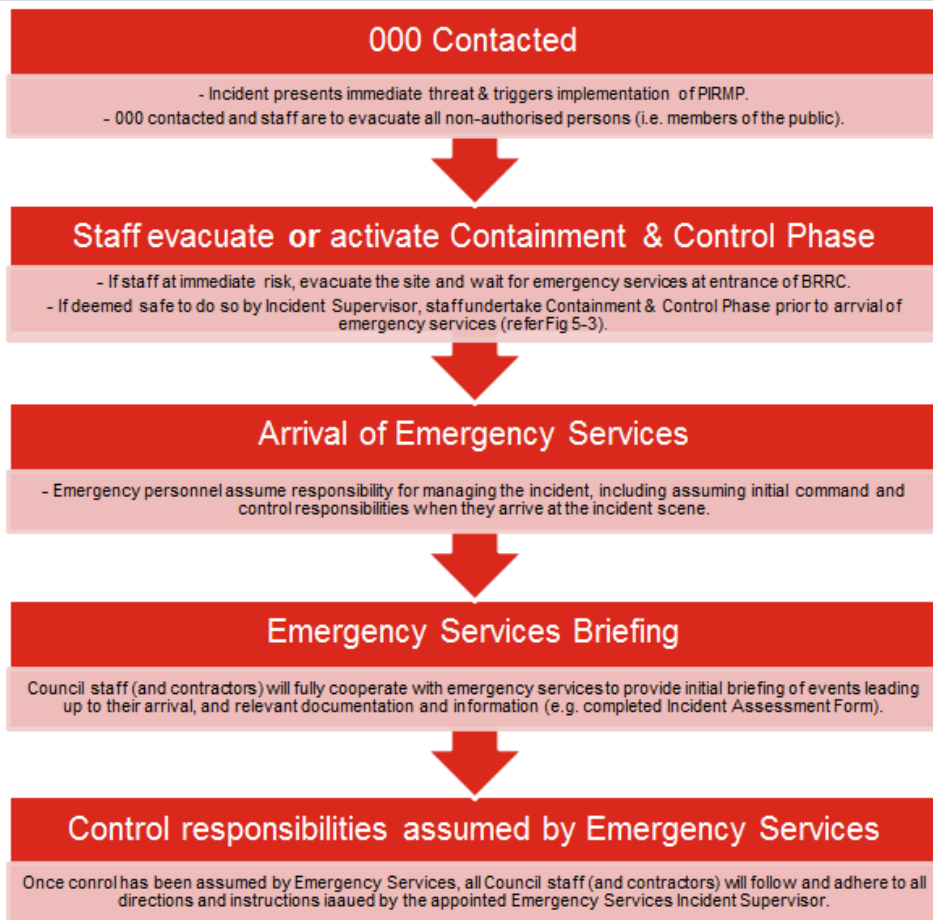 000 Contacted
- Incident presents immediate threat & triggers implementation of PIRMP.
- 000 contacted and staff are to evacuate all non-authorised persons (i.e. members of the public).
Staff evacuate or activate Containment & Control Phase
- If staff at immediate risk, evacuate the site and wait for emergency services at entrance of BRRC.
- If deemed safe to do so by Incident Supervisor, staff undertake Containment & Control Phase prior to arrvial of
emergency services (refer Fig 5-3).
Arrival of Emergency Services
- Emergency personnel assume responsibility for managing the incident, including assuming initial command and
control responsibilities when they arrive at the incident scene.
Emergency Services Briefing
Council staff (and contractors) will fully cooperate with emergency services to provide initial briefing of events leading
up to their arrival, and relevant documentation and information (e.g. completed Incident Assessment Form).
Control responsibilities assumed by Emergency Services
Once conrol has been assumed by Emergency Services, all Council staff (and contractors) will follow and adhere to all
directions and instructions iaaued by the appointed Emergency Services Incident Supervisor.